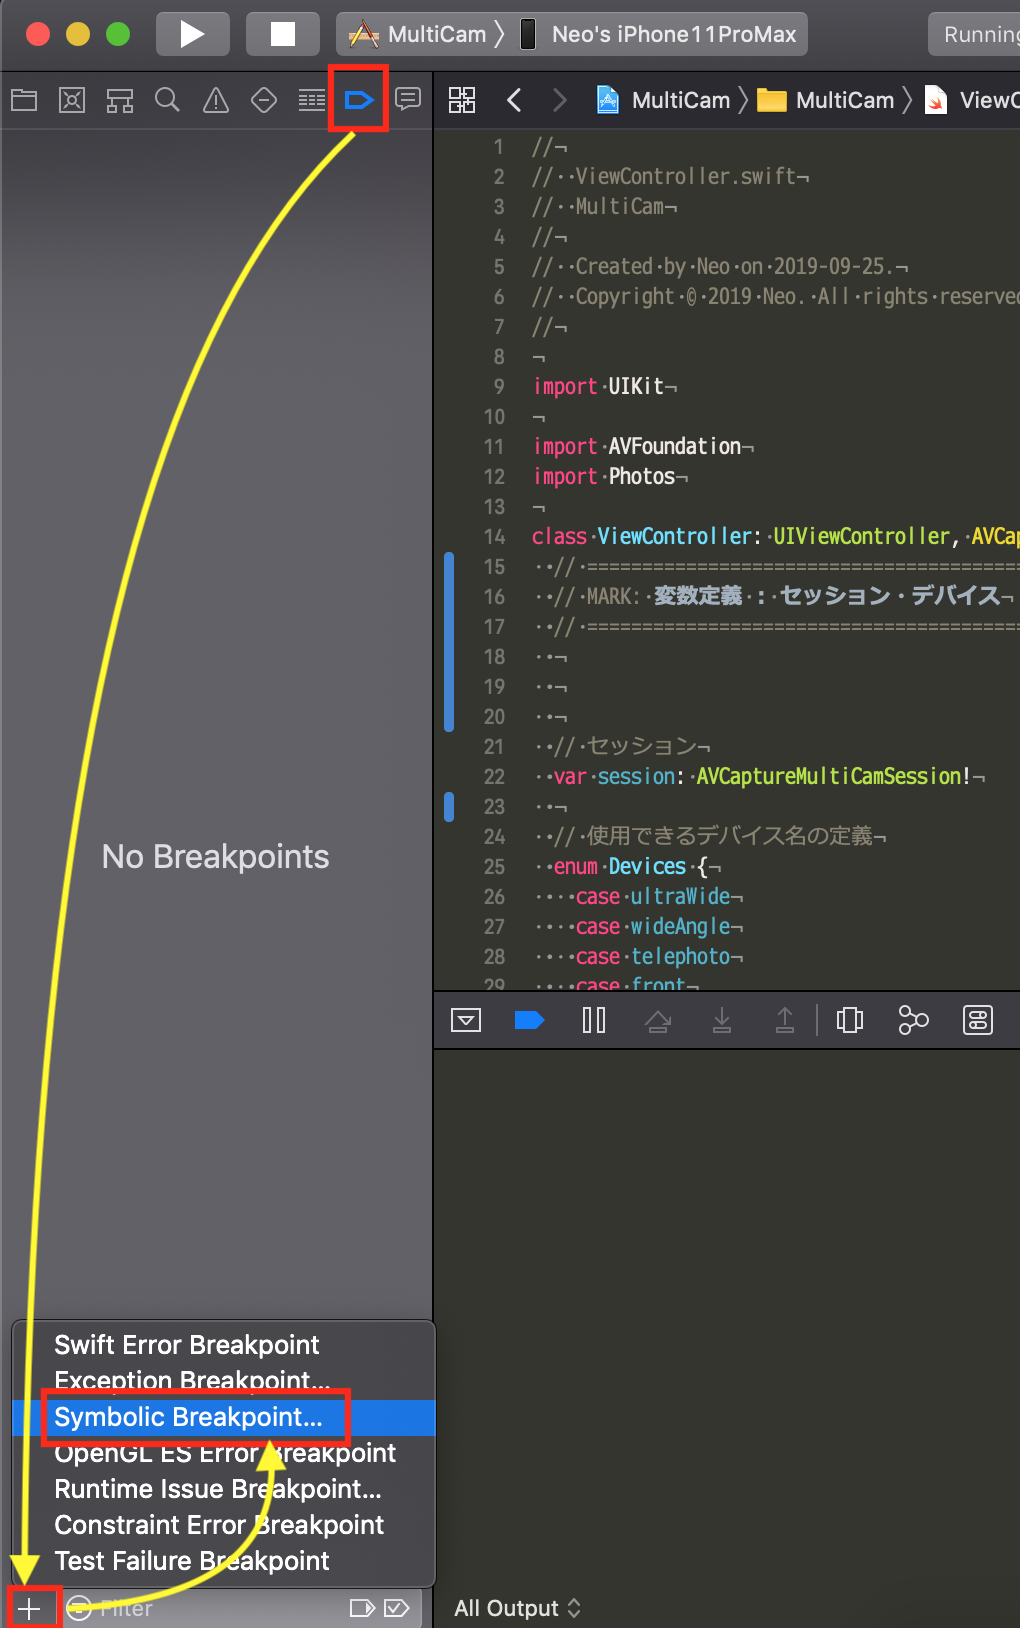 MultiCam 〉 Neo's iPhone11ProMax
Running
MultiCam 〉 MultiCam 〉 ViewC
1 //¬
2 //··ViewController.swift¬
3 //··MultiCam¬
4 //¬
5 //··Created·by·Neo·on·2019-09-25.¬
6 //··Copyright·©·2019·Neo.·All·rights·reserved
7 //¬
8 ¬
9 import·UIKit¬
10 ¬
11 import·AVFoundation¬
12 import·Photos¬
13 ¬
14 class·ViewController:·UIViewController,·AVCap
15 ··//·========================================
16 ··//·MARK:·変数定義·:·セッション・デバイス¬
17 ··//·========================================
18 ··¬
19 ··¬
20 ··¬
21 ··//·セッション¬
22 ··var·session:·AVCaptureMultiCamSession!¬
23 ··¬
24 ··//·使用できるデバイス名の定義¬
25 ··enum·Devices·{¬
26 ····case·ultraWide¬
27 ····case·wideAngle¬
28 ····case·telephoto¬
29 ····case·front¬
No Breakpoints
Swift Error Breakpoint
Exception Breakpoint...
Symbolic Breakpoint...
OpenGL ES Error Breakpoint
Runtime Issue Breakpoint...
Constraint Error Breakpoint
Test Failure Breakpoint
Filter
All Output